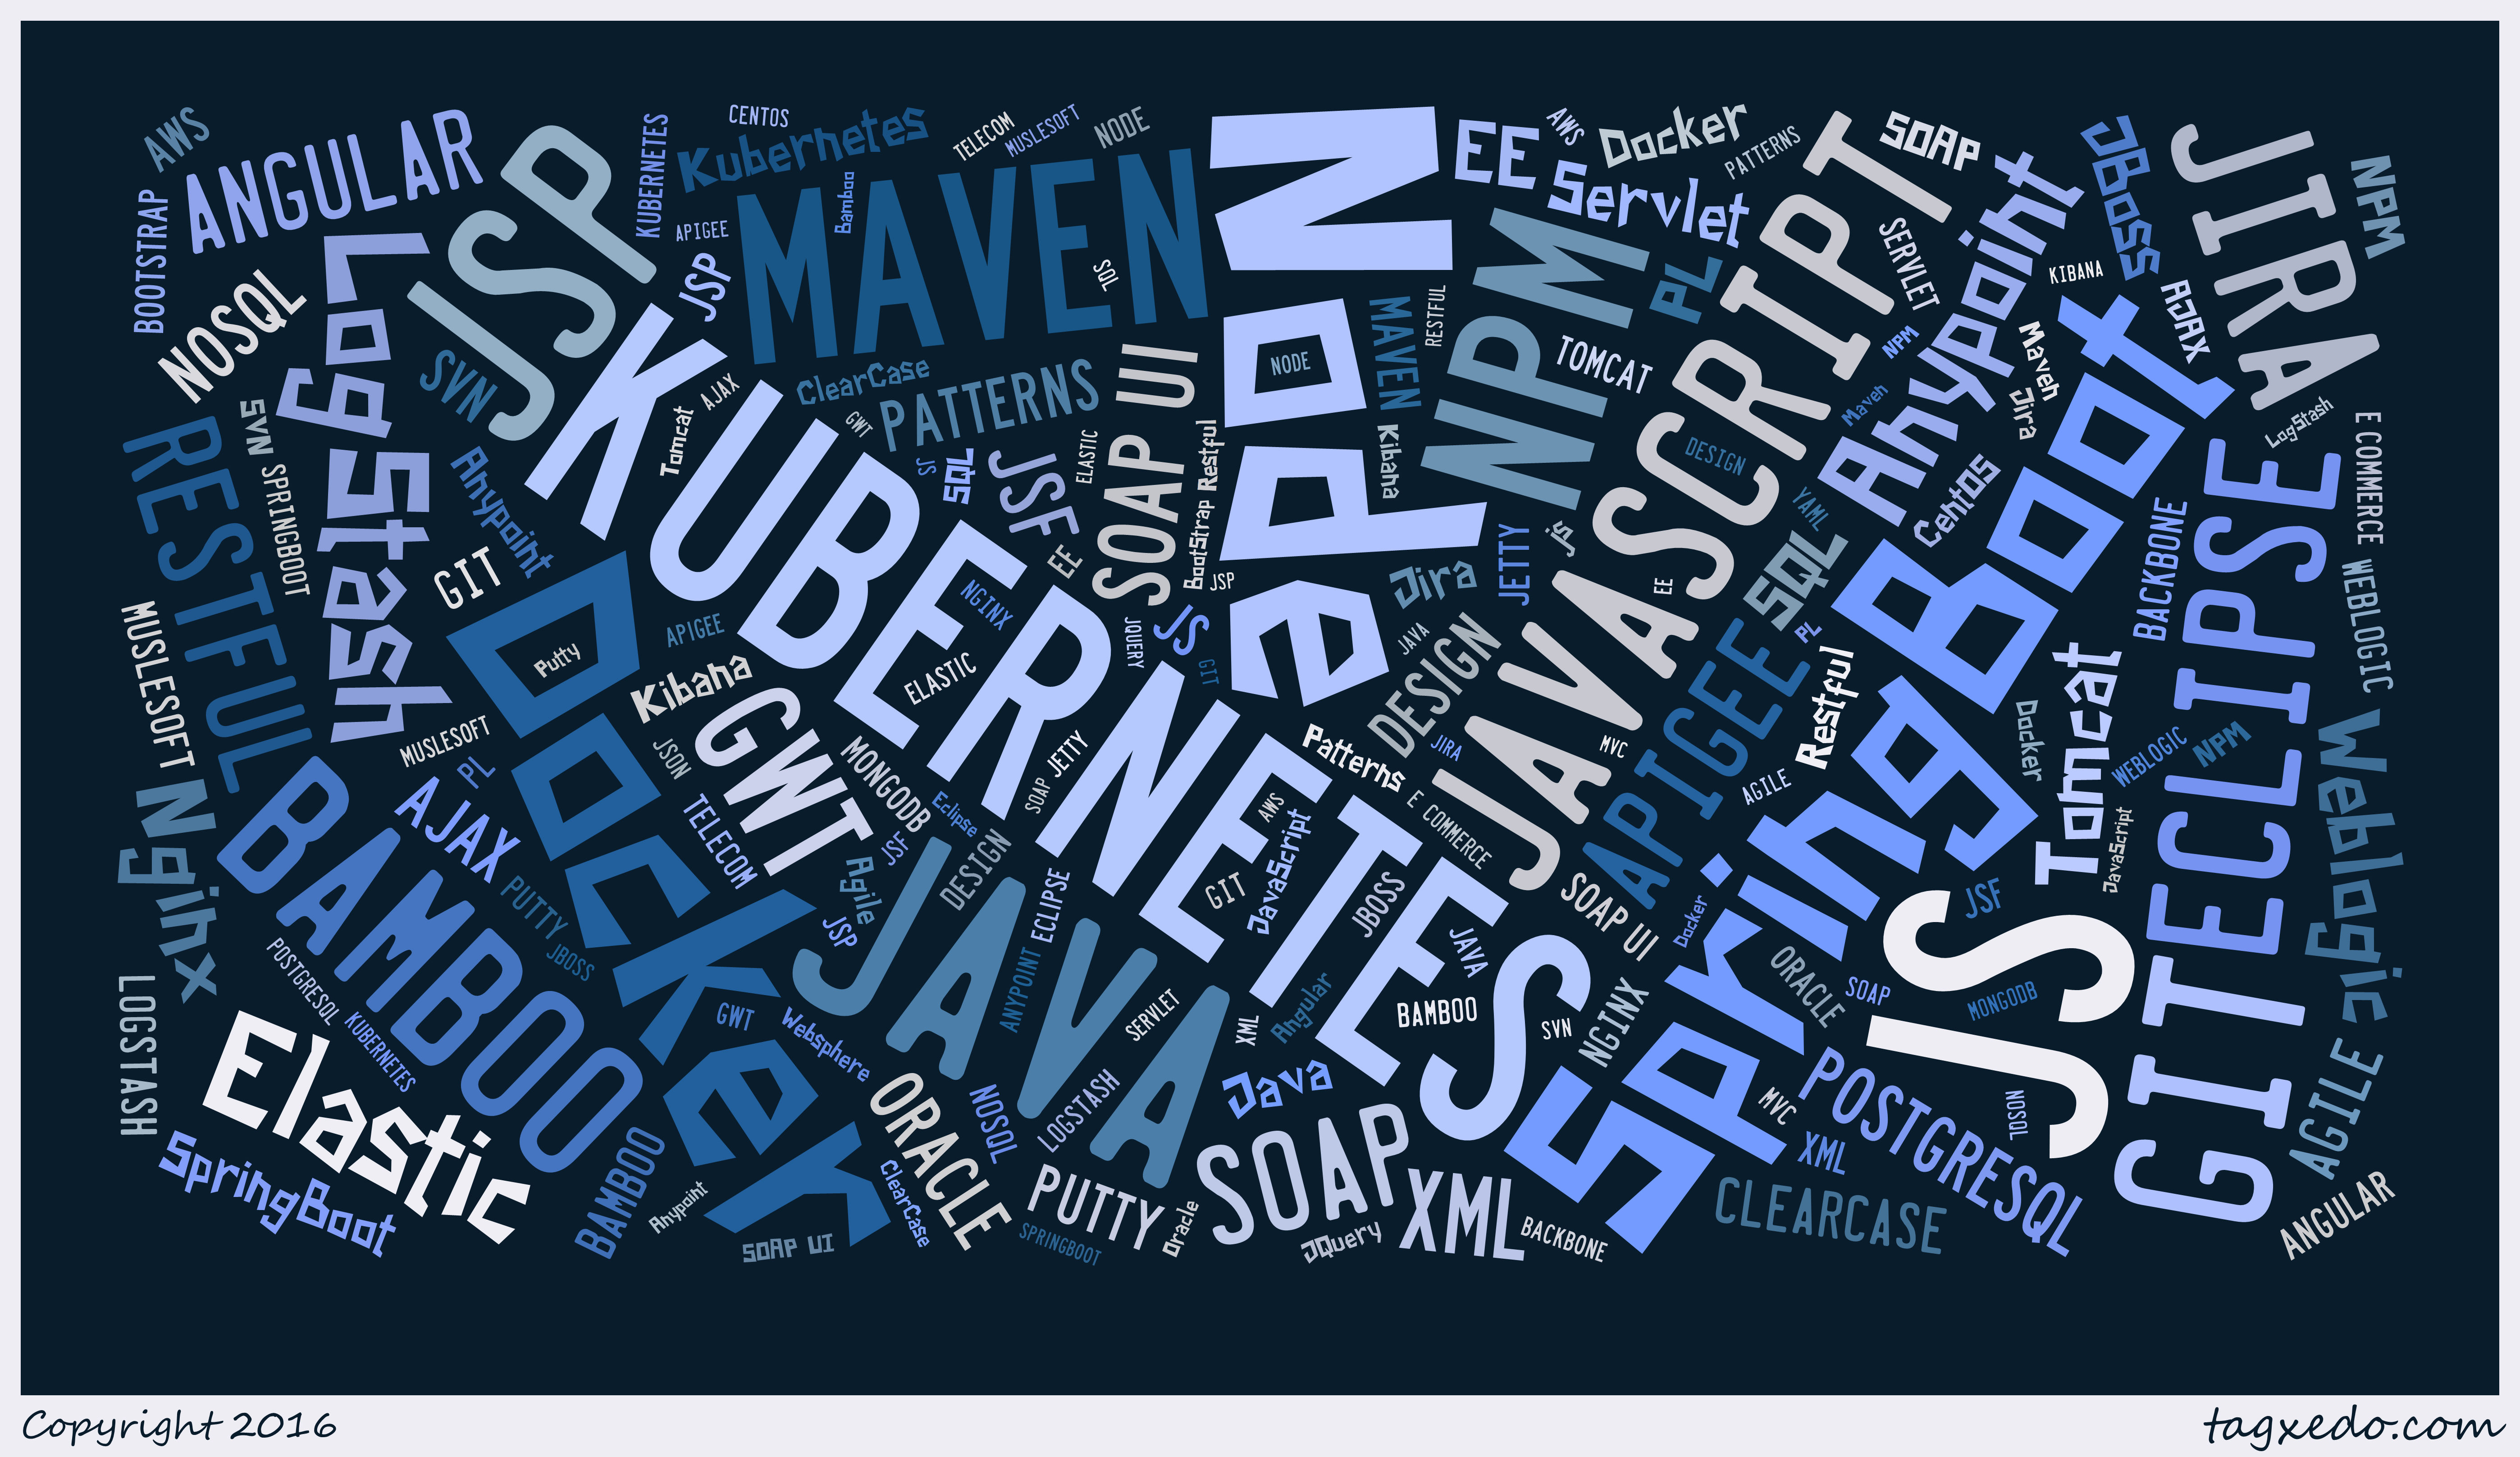 AWS
ANGULAR
BOOTSTRAP
NOSQL
LogStash
JSP
SVN
KUBERNETES
CENTOS
Kubernetes
APIGEE
Bamboo
TELECOM
MUSLESOFT
NODE
MAVEN
JSP
SQL
Node
NODE
EE
AWS
Servlet
Docker
PATTERNS
SOAP
JBoss
JIRA
NPM
PL
NPM
MAVEN
RESTFUL
TOMCAT
JAVASCRIPT
SERVLET
Anypoint
KIBANA
AJAX
NPM
Maven
Maven
Jira
LogStash
E COMMERCE
SVN
SPRINGBOOT
RESTFUL
Anypoint
GIT
KUBERNETES
Tomcat
AJAX
ClearCase
GWT
PATTERNS
JS
SQL
JSF
ELASTIC
EE
SOAP UI
Restful
BootStrap
JSP
Kibana
Jira
JETTY
js
DESIGN
YAML
SQL
EE
Centos
SpringBoot
BACKBONE
GITECLIPSE
WEBLOGIC
MUSLESOFT
Docker
Putty
APIGEE
NGINX
ELASTIC
Kibana
JSON
GWT
MONGODB
JQUERY
JS
GIT
JAVA
DESIGN
JIRA
Patterns
MVC
APIGEE
PL
Restful
AGILE
Tomcat
Docker
WEBLOGIC
NPM
JavaScript
Weblogic
Nginx
MUSLESOFT
PL
AJAX
BAMBOO
PUTTY
JBOSS
TELECOM
Agile
JSF
JSP
Eclipse
DESIGN
SOAP
JETTY
JAVA
ECLIPSE
ANYPOINT
SERVLET
AWS
GIT
JavaScript
JBOSS
E COMMERCE
SOAP UI
JAVA
BAMBOO
SVN
NGINX
XML
Angular
Java
Docker
ORACLE
SOAP
JS
JSF
MONGODB
LOGSTASH
POSTGRESQL
KUBERNETES
Elastic
SpringBoot
BAMBOO
Anypoint
SOAP UI
GWT
Websphere
ClearCase
ORACLE
NOSQL
LOGSTASH
PUTTY
SPRINGBOOT
Oracle
SOAP
JQuery
XML
BACKBONE
MVC
XML
POSTGRESQL
NOSQL
CLEARCASE
AGILE
ANGULAR
Copyright 2016
tagxedo.com